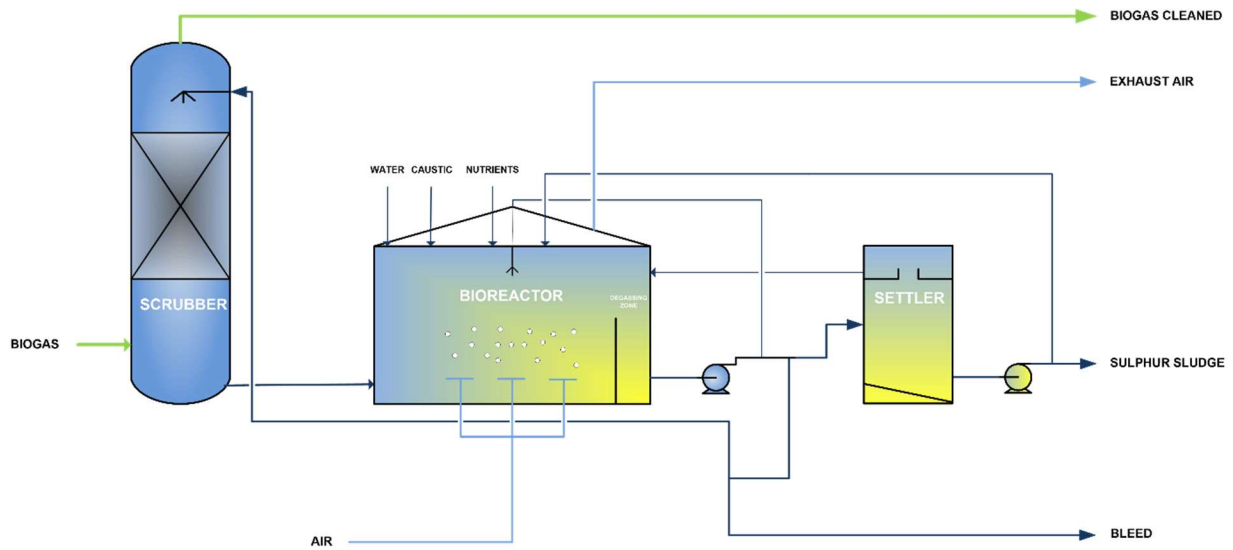 BIOGAS CLEANED
EXHAUST AIR
WATER CAUSTIC NUTRIENTS
BIOREACTOR
DEGASSING
ZONE
SCRUBBER
SETTLER
BIOGAS
SULPHUR SLUDGE
BLEED
AIR